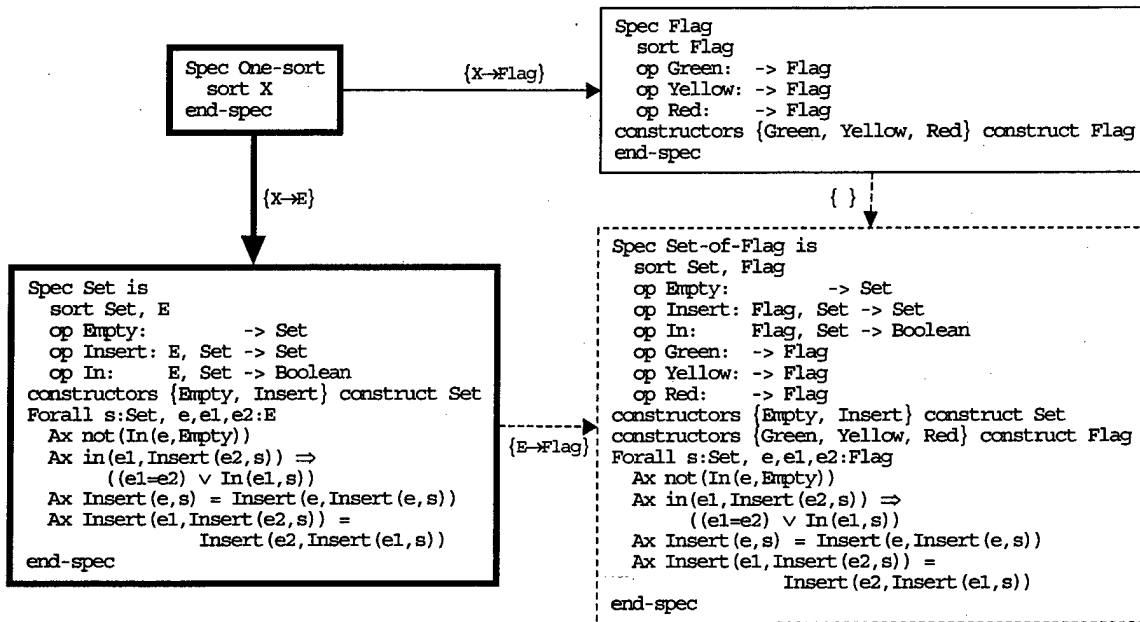 Spec One-sort
sort X
end-spec
{X→Flag}
Spec Flag
sort Flag
op Green: -> Flag
op Yellow: -> Flag
op Red: -> Flag
constructors {Green, Yellow, Red} construct Flag
end-spec
{X→E}
{ }
Spec Set is
sort Set, E
op Empty: -> Set
op Insert: E, Set -> Set
op In: E, Set -> Boolean
constructors {Empty, Insert} construct Set
Forall s:Set, e,e1,e2:E
Ax not(In(e,Empty))
Ax in(e1,Insert(e2,s)) ⇒
((e1=e2) ∨ In(e1,s))
Ax Insert(e,s) = Insert(e,Insert(e,s))
Ax Insert(e1,Insert(e2,s)) =
Insert(e2,Insert(e1,s))
end-spec
{E→Flag}
Spec Set-of-Flag is
sort Set, Flag
op Empty: -> Set
op Insert: Flag, Set -> Set
op In: Flag, Set -> Boolean
op Green: -> Flag
op Yellow: -> Flag
op Red: -> Flag
constructors {Empty, Insert} construct Set
constructors {Green, Yellow, Red} construct Flag
Forall s:Set, e,e1,e2:Flag
Ax not(In(e,Empty))
Ax in(e1,Insert(e2,s)) ⇒
((e1=e2) ∨ In(e1,s))
Ax Insert(e,s) = Insert(e,Insert(e,s))
Ax Insert(e1,Insert(e2,s)) =
Insert(e2,Insert(e1,s))
end-spec